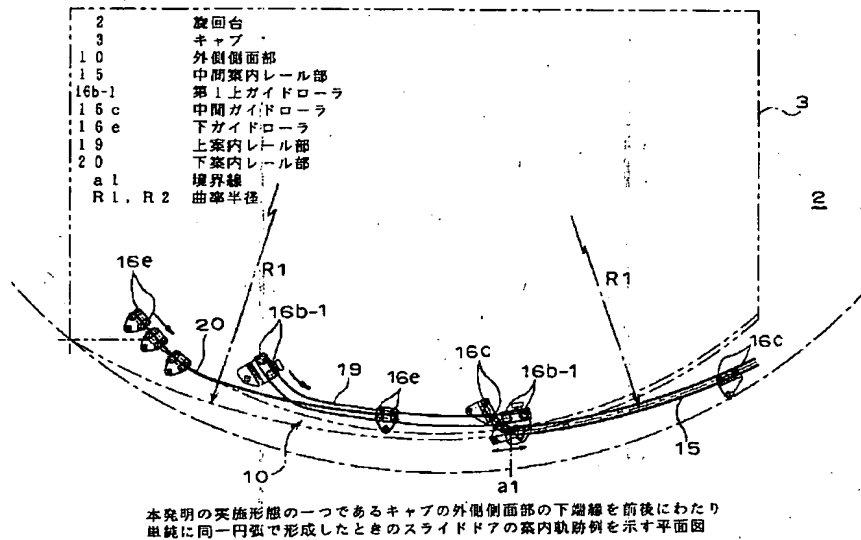 2 旋回台
3 キャブ
10 外側側面部
15 中間案内レール部
16b-1 第1上ガイドローラ
16c 中間ガイドローラ
16e 下ガイドローラ
19 上案内レール部
20 下案内レール部
a1 境界線
R1, R2 曲率半径
3
2
R1
R1
16e
20
16b-1
19
16e
16c
16b-1
16c
15
10
a1
本発明の実施形態の一つであるキャブの外側側面部の下端線を前後にわたり
単純に同一円弧で形成したときのスライドドアの案内軌跡例を示す平面図